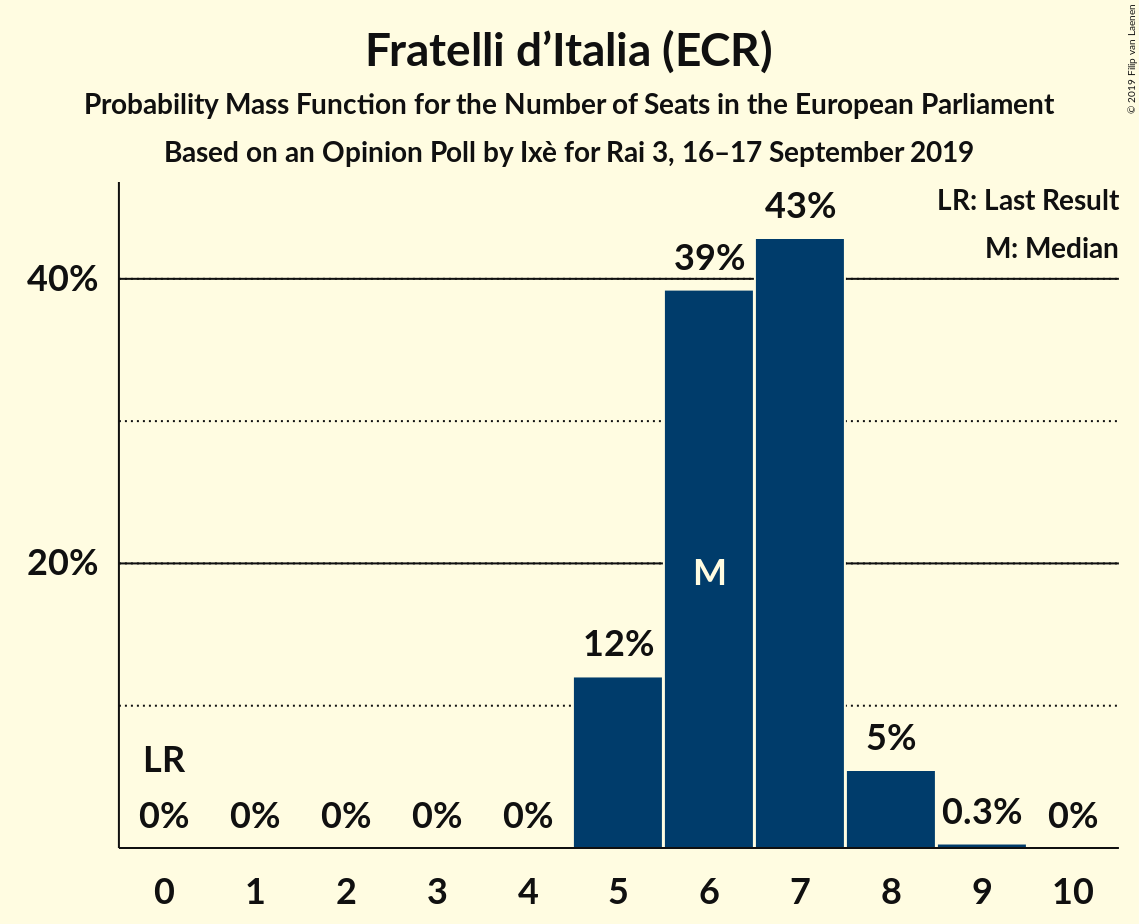 Fratelli d’Italia (ECR)
Probability Mass Function for the Number of Seats in the European Parliament
Based on an Opinion Poll by Ixè for Rai 3, 16–17 September 2019
© 2019 Filip van Laenen
LR: Last Result
M: Median
43%
39%
40%
20%
M
12%
5%
LR
0% 0% 0% 0% 0% 0.3% 0%
0 1 2 3 4 5 6 7 8 9 10